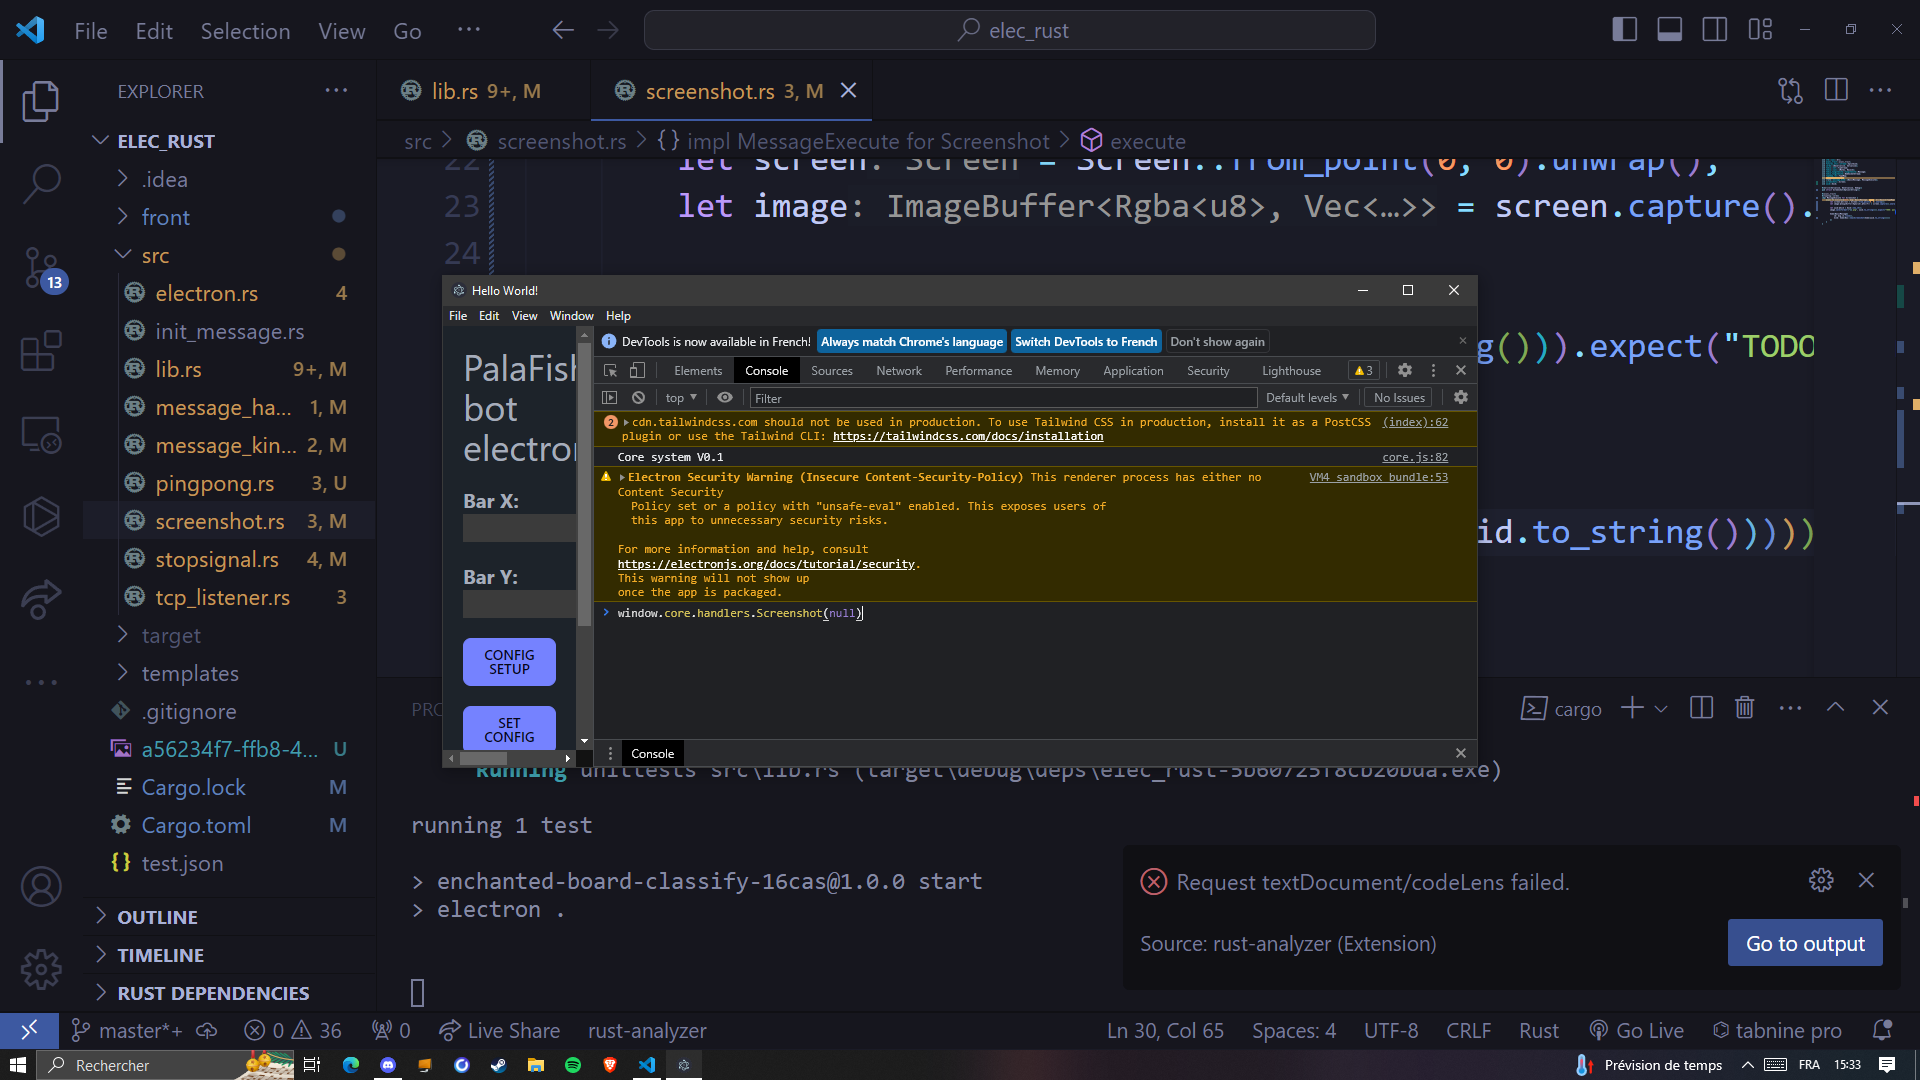 File Edit Selection View Go ··· elec_rust
EXPLORER ···
lib.rs 9+, M
screenshot.rs 3, M
ELEC_RUST
.idea
front
src
electron.rs 4
init_message.rs
lib.rs 9+, M
message_ha... 1, M
message_kin... 2, M
pingpong.rs 3, U
screenshot.rs 3, M
stopsignal.rs 4, M
tcp_listener.rs 3
target
templates
.gitignore
a56234f7-ffb8-4... U
Cargo.lock M
Cargo.toml M
test.json
OUTLINE
TIMELINE
RUST DEPENDENCIES
13
src > screenshot.rs > {} impl MessageExecute for Screenshot > execute
22 let screen: Screen = Screen::from_point(0, 0).unwrap();
23 let image: ImageBuffer<Rgba<u8>, Vec<…>> = screen.capture().
24
g())).expect("TODO
id.to_string()))))
Hello World!
File Edit View Window Help
PalaFish
bot
electron
Bar X:
Bar Y:
CONFIG
SETUP
SET
CONFIG
DevTools is now available in French! Always match Chrome's language Switch DevTools to French Don't show again
Elements Console Sources Network Performance Memory Application Security Lighthouse 3
top Filter Default levels No Issues
2 cdn.tailwindcss.com should not be used in production. To use Tailwind CSS in production, install it as a PostCSS (index):62
plugin or use the Tailwind CLI: https://tailwindcss.com/docs/installation
Core system V0.1 core.js:82
Electron Security Warning (Insecure Content-Security-Policy) This renderer process has either no VM4 sandbox bundle:53
Content Security
Policy set or a policy with "unsafe-eval" enabled. This exposes users of
this app to unnecessary security risks.
For more information and help, consult
https://electronjs.org/docs/tutorial/security.
This warning will not show up
once the app is packaged.
> window.core.handlers.Screenshot(null)
Console
cargo
Running unittests src\lib.rs (target\debug\deps\elec_rust-5b60725f8cb20bda.exe)
running 1 test
> enchanted-board-classify-16cas@1.0.0 start
> electron .
Request textDocument/codeLens failed.
Source: rust-analyzer (Extension)
Go to output
master*+ 0 36 0 Live Share rust-analyzer Ln 30, Col 65 Spaces: 4 UTF-8 CRLF Rust Go Live tabnine pro
Rechercher Prévision de temps FRA 15:33